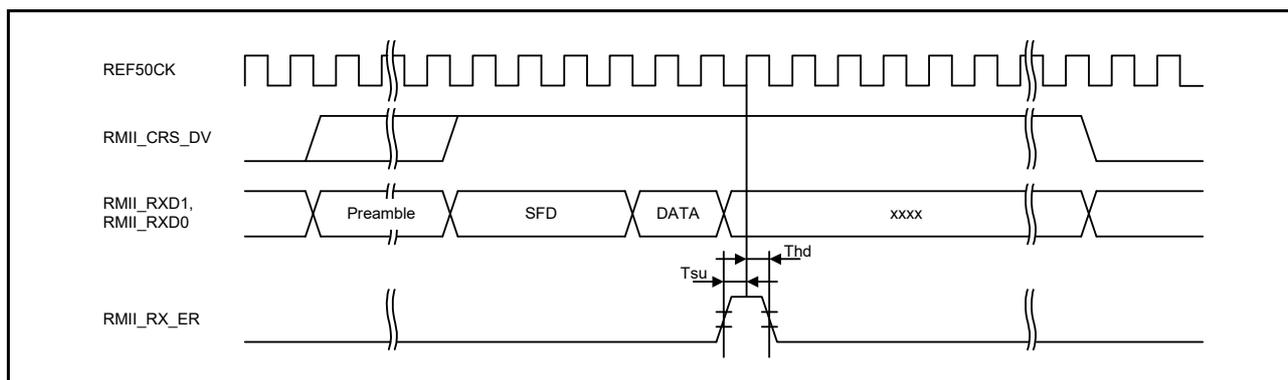 REF50CK
RMII_CRS_DV
RMII_RXD1,
RMII_RXD0
Preamble
SFD
DATA
xxxx
Thd
Tsu
RMII_RX_ER